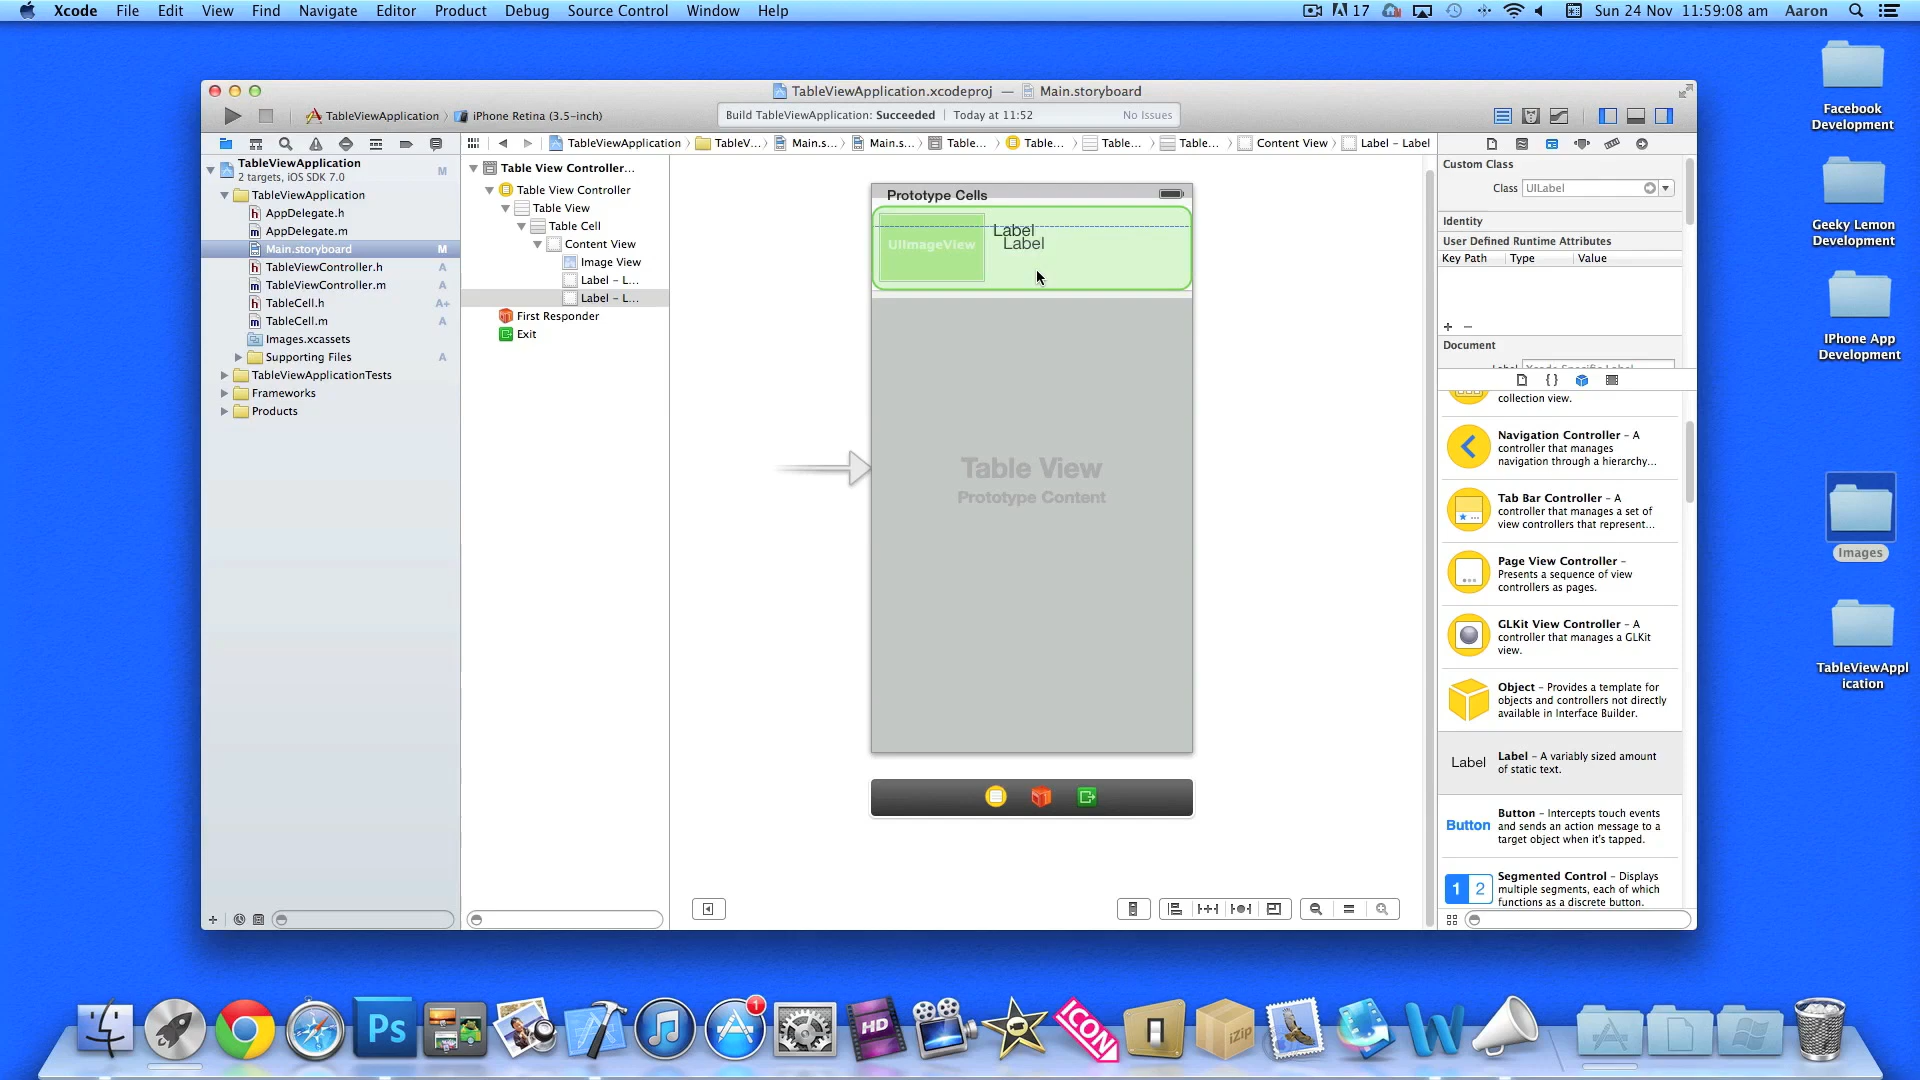 Xcode File Edit View Find Navigate Editor Product Debug Source Control Window Help
17 Sun 24 Nov 11:59:08 am Aaron
TableViewApplication.xcodeproj — Main.storyboard
TableViewApplication iPhone Retina (3.5-inch)
Build TableViewApplication: Succeeded Today at 11:52 No Issues
TableViewApplication TableV... Main.s... Main.s... Table... Table... Table... Table... Content View Label – Label
TableViewApplication
2 targets, iOS SDK 7.0 M
TableViewApplication
AppDelegate.h
AppDelegate.m
Main.storyboard M
TableViewController.h A
TableViewController.m A
TableCell.h A+
TableCell.m A
Images.xcassets
Supporting Files A
TableViewApplicationTests
Frameworks
Products
Table View Controller...
Table View Controller
Table View
Table Cell
Content View
Image View
Label – L...
Label – L...
First Responder
Exit
Prototype Cells
UIImageView
Label
Label
Table View
Prototype Content
Custom Class
Class UILabel
Identity
User Defined Runtime Attributes
Key Path Type Value
Document
collection view.
Navigation Controller – A
controller that manages
navigation through a hierarchy...
Tab Bar Controller – A
controller that manages a set of
view controllers that represent...
Page View Controller –
Presents a sequence of view
controllers as pages.
GLKit View Controller – A
controller that manages a GLKit
view.
Object – Provides a template for
objects and controllers not directly
available in Interface Builder.
Label
Label – A variably sized amount
of static text.
Button
Button – Intercepts touch events
and sends an action message to a
target object when it's tapped.
1 2
Segmented Control – Displays
multiple segments, each of which
functions as a discrete button.
Facebook
Development
Geeky Lemon
Development
IPhone App
Development
Images
TableViewAppl
ication
Ps
1
HD
ICON
iZip
W